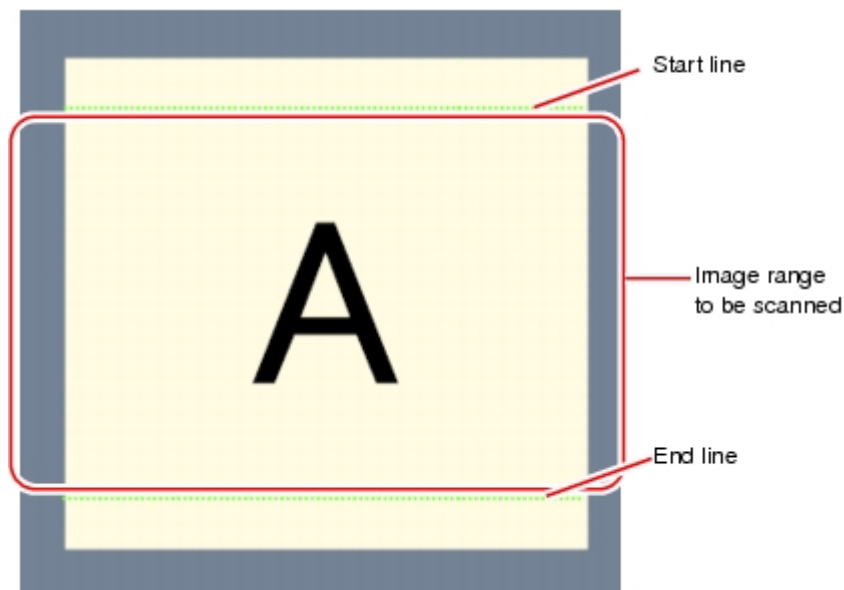 Start line
A
Image range
to be scanned
End line